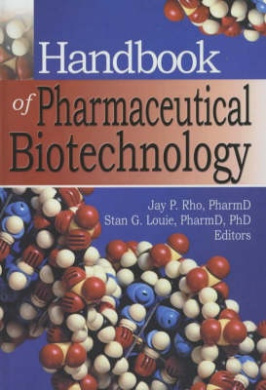 Handbook
of Pharmaceutical
Biotechnology
Jay P. Rho, PharmD
Stan G. Louie, PharmD, PhD
Editors